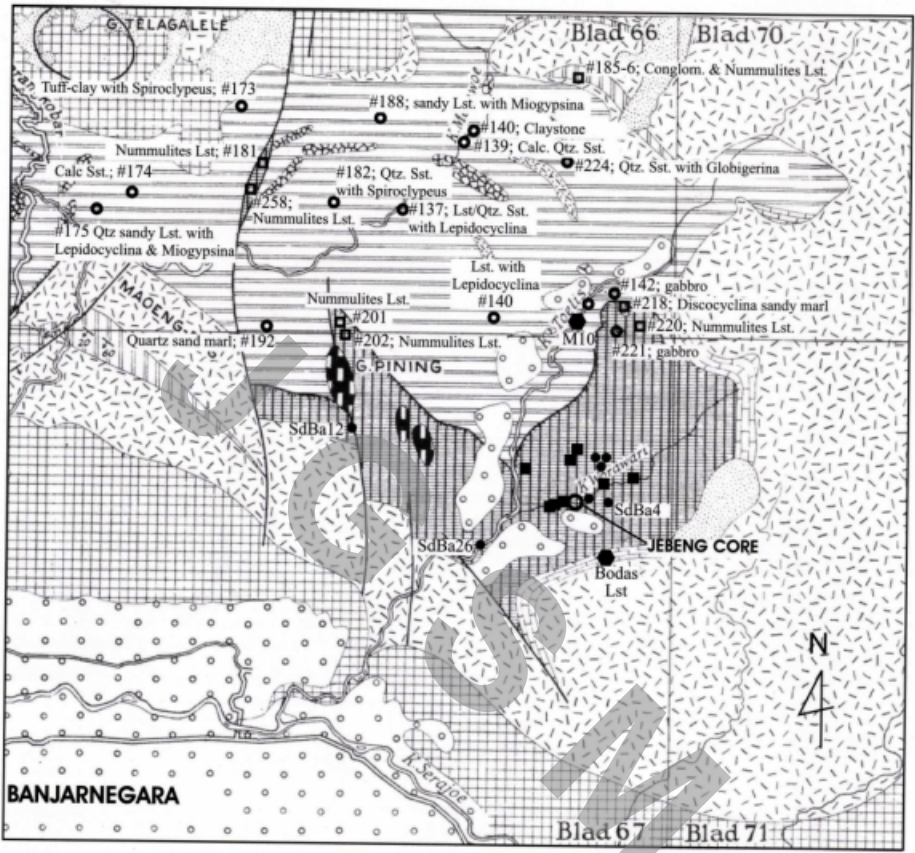 G. TELAGALELE
Blad 66
Blad 70
#185-6; Conglom. & Nummulites Lst.
Tuff-clay with Spiroclypeus; #173
#188; sandy Lst. with Miogypsina
#140; Claystone
#139; Calc. Qtz. Sst.
Nummulites Lst; #181
#182; Qtz. Sst.
with Spiroclypeus
#224; Qtz. Sst. with Globigerina
Calc Sst.; #174
#258;
Nummulites Lst.
#137; Lst/Qtz. Sst.
with Lepidocyclina
#175 Qtz sandy Lst. with
Lepidocyclina & Miogypsina
Lst. with
Lepidocyclina
#140
#142; gabbro
MAOENG
Nummulites Lst.
#201
#218; Discocyclina sandy marl
Quartz sand marl; #192
#202; Nummulites Lst.
M10
#220; Nummulites Lst.
#221; gabbro
20
60
G. PINING
SdBa12
SdBa4
SdBa26
JEBENG CORE
Bodas
Lst
N
K. Serajoe
BANJARNEGARA
Blad 67
Blad 71
UGSM